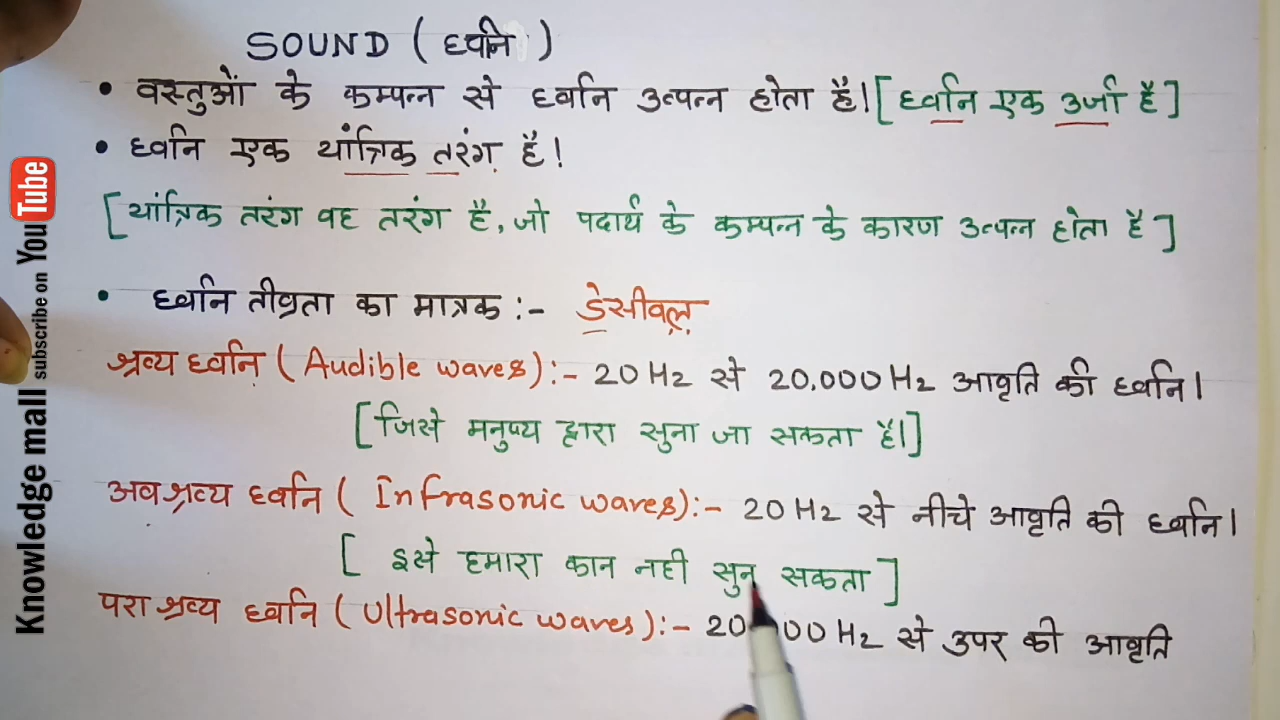 SOUND ( ध्वनि )
• वस्तुओं के कम्पन्न से ध्वनि उत्पन्न होता है। [ ध्वनि एक उर्जा है ]
• ध्वनि एक यांत्रिक तरंग है !
[ यांत्रिक तरंग वह तरंग है, जो पदार्थ के कम्पन्न के कारण उत्पन्न होता है ]
• ध्वनि तीव्रता का मात्रक :- डेसीवल
श्रव्य ध्वनि ( Audible waves ) :- 20 Hz से 20,000 Hz आवृति की ध्वनि।
[ जिसे मनुष्य द्वारा सुना जा सकता है। ]
अवश्रव्य ध्वनि ( Infrasonic waves) :- 20 Hz से नीचे आवृति की ध्वनि।
[ इसे हमारा कान नही सुन सकता ]
परा श्रव्य ध्वनि ( Ultrasonic waves ) :- 20,000 Hz से उपर की आवृति
Knowledge mall subscribe on YouTube